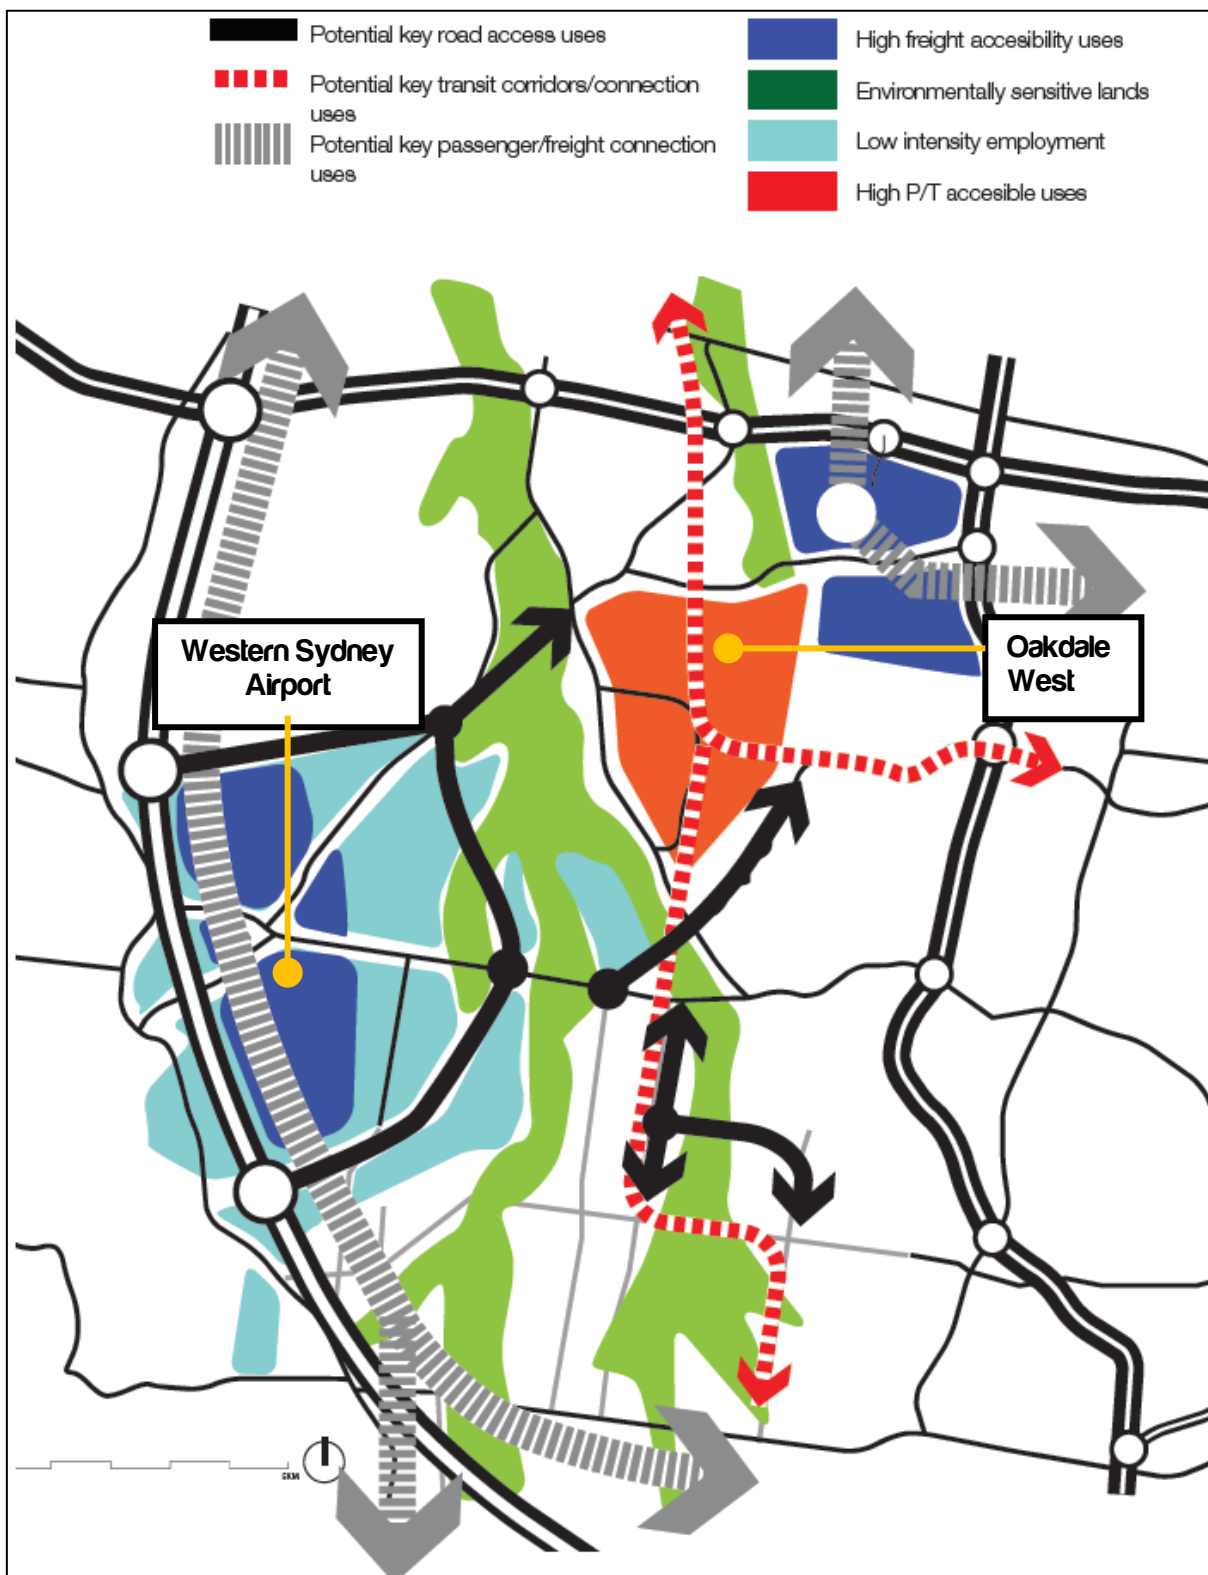 Potential key road access uses
Potential key transit corridors/connection
uses
Potential key passenger/freight connection
uses
High freight accesibility uses
Environmentally sensitive lands
Low intensity employment
High P/T accesible uses
Western Sydney
Airport
Oakdale
West
5KM